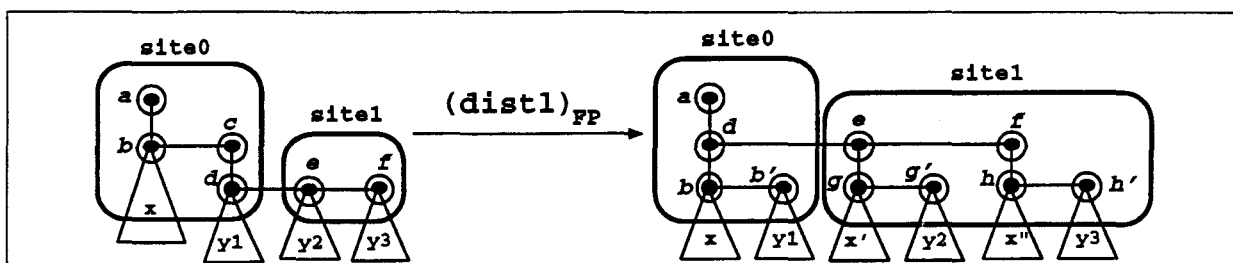 site0 site0
site1
a (dist1)FP a
site1 d e f
b c
d e f b b' g g' h h'
x y1 y2 y3 x y1 x' y2 x" y3